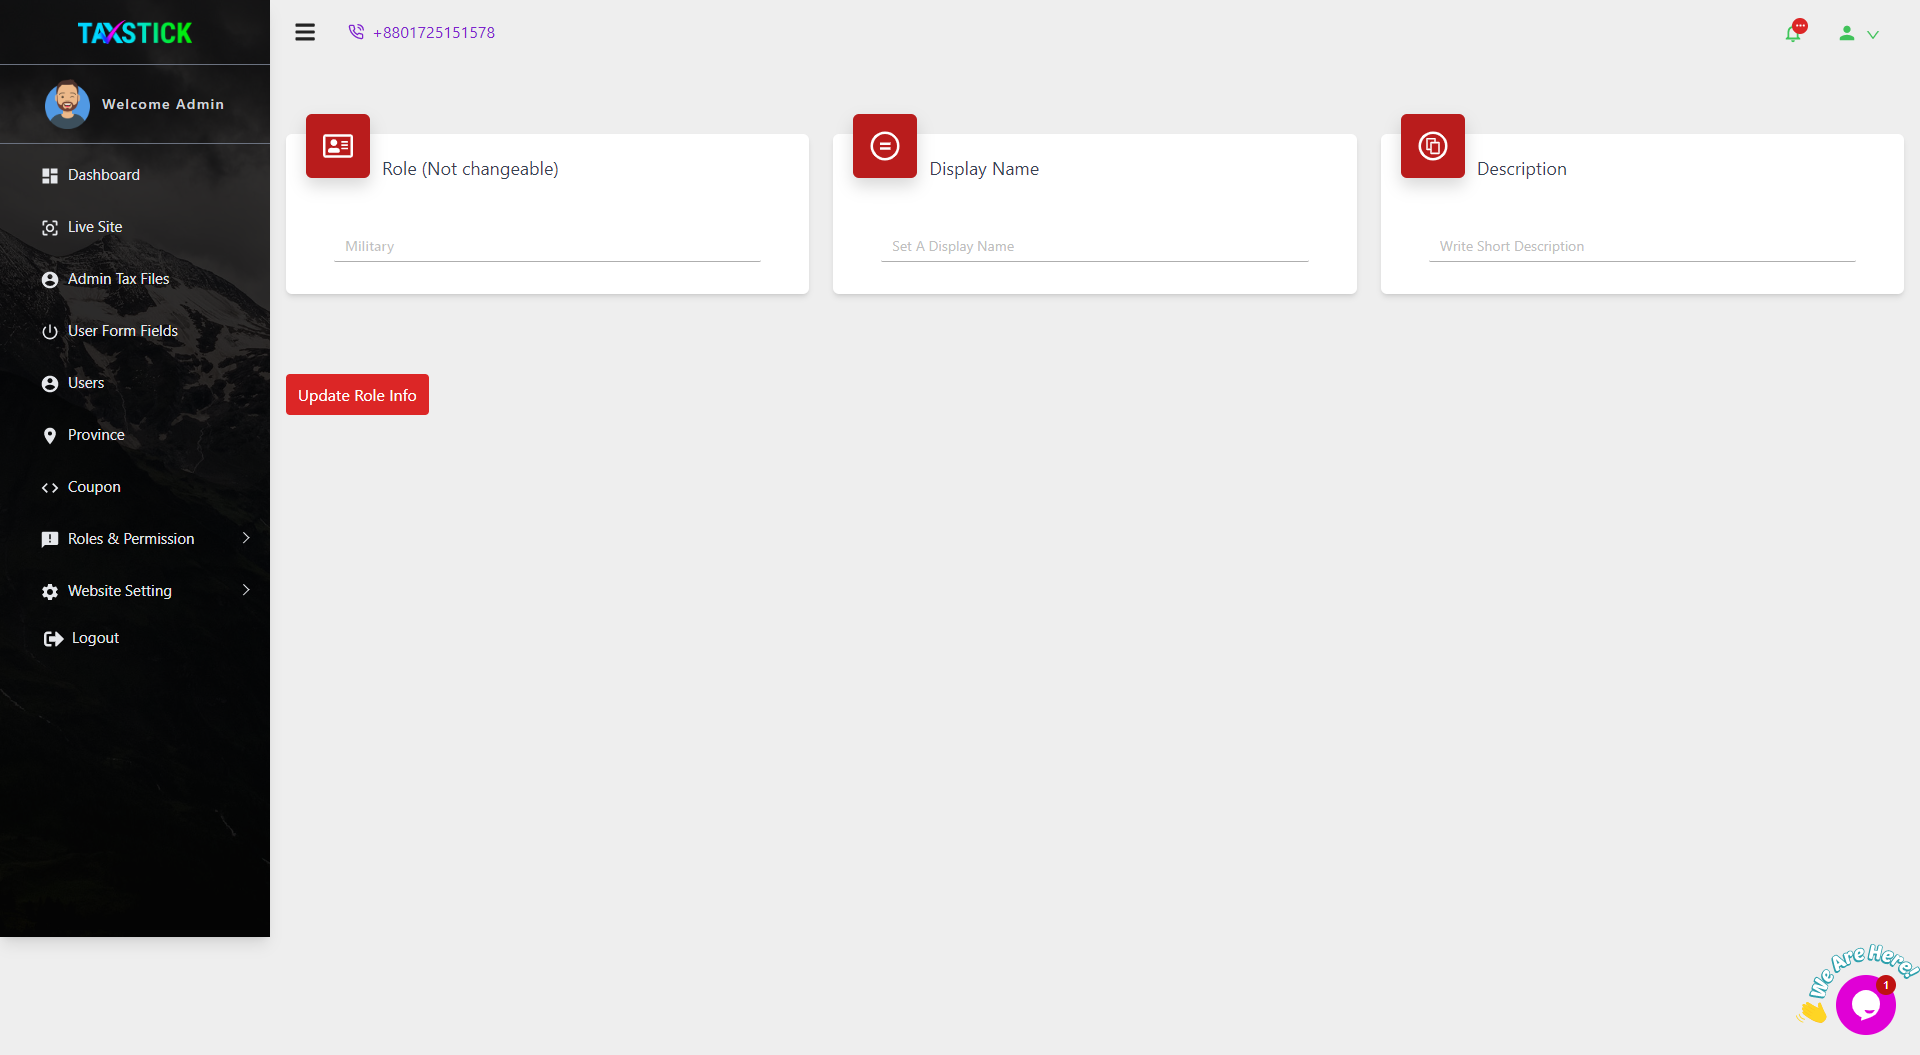 TAXSTICK
+8801725151578
Welcome Admin
Dashboard
Live Site
Admin Tax Files
User Form Fields
Users
Province
Coupon
Roles & Permission
Website Setting
Logout
Role (Not changeable)
Military
Display Name
Set A Display Name
Description
Write Short Description
Update Role Info
We Are Here!
1